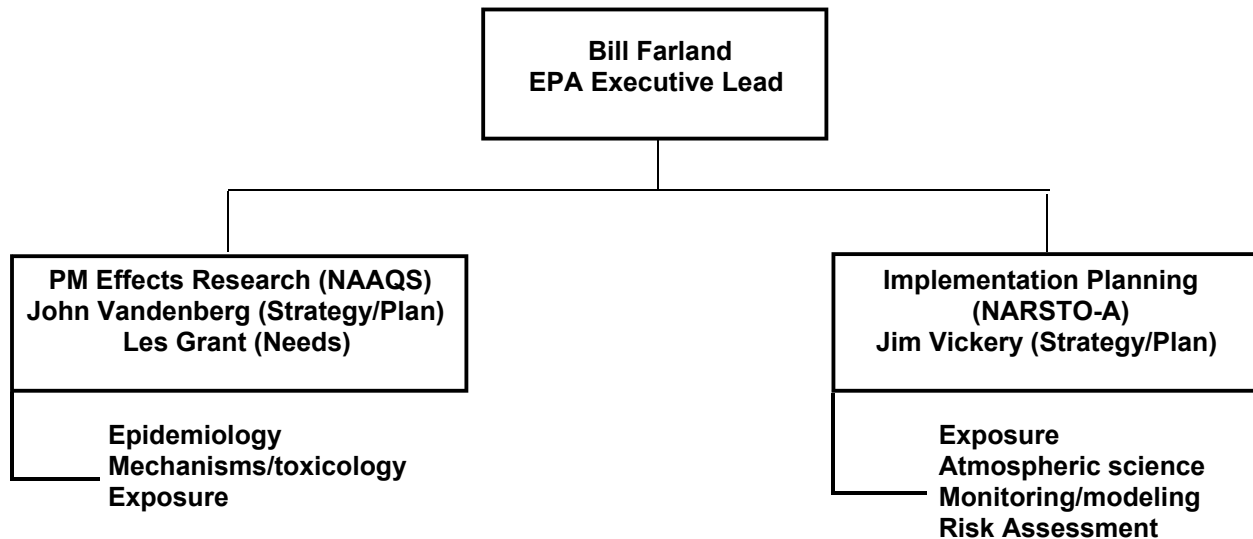 Bill Farland
EPA Executive Lead
PM Effects Research (NAAQS)
John Vandenberg (Strategy/Plan)
Les Grant (Needs)
Epidemiology
Mechanisms/toxicology
Exposure
Implementation Planning
(NARSTO-A)
Jim Vickery (Strategy/Plan)
Exposure
Atmospheric science
Monitoring/modeling
Risk Assessment